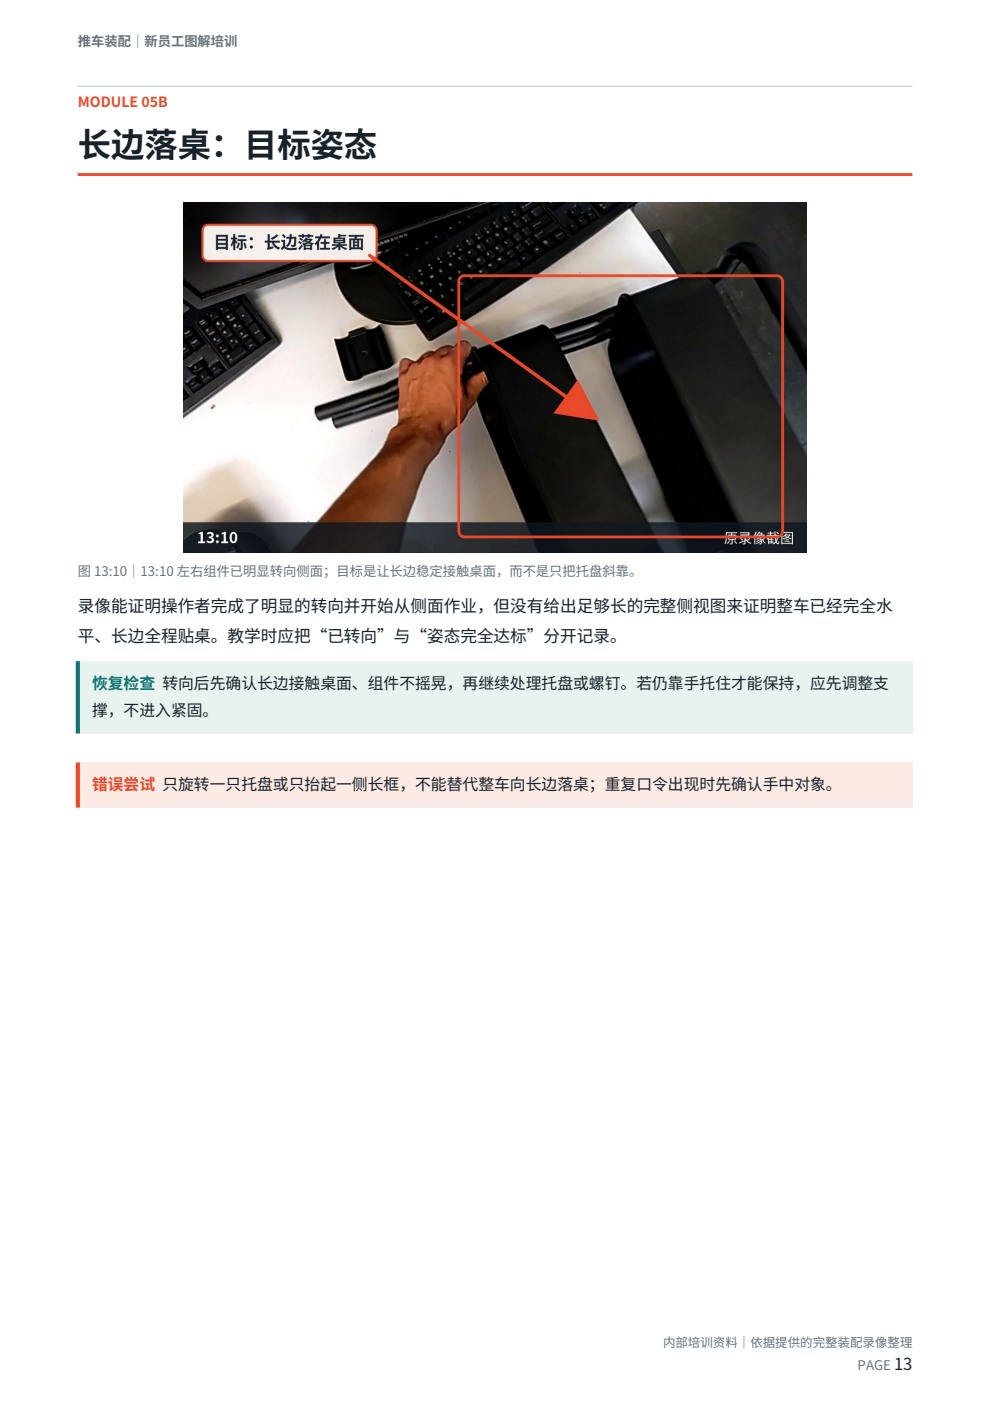 推车装配｜新员工图解培训
MODULE 05B
长边落桌：目标姿态
目标：长边落在桌面
13:10
原录像截图
图 13:10｜13:10 左右组件已明显转向侧面；目标是让长边稳定接触桌面，而不是只把托盘斜靠。
录像能证明操作者完成了明显的转向并开始从侧面作业，但没有给出足够长的完整侧视图来证明整车已经完全水
平、长边全程贴桌。教学时应把“已转向”与“姿态完全达标”分开记录。
恢复检查 转向后先确认长边接触桌面、组件不摇晃，再继续处理托盘或螺钉。若仍靠手托住才能保持，应先调整支
撑，不进入紧固。
错误尝试 只旋转一只托盘或只抬起一侧长框，不能替代整车向长边落桌；重复口令出现时先确认手中对象。
内部培训资料｜依据提供的完整装配录像整理
PAGE 13